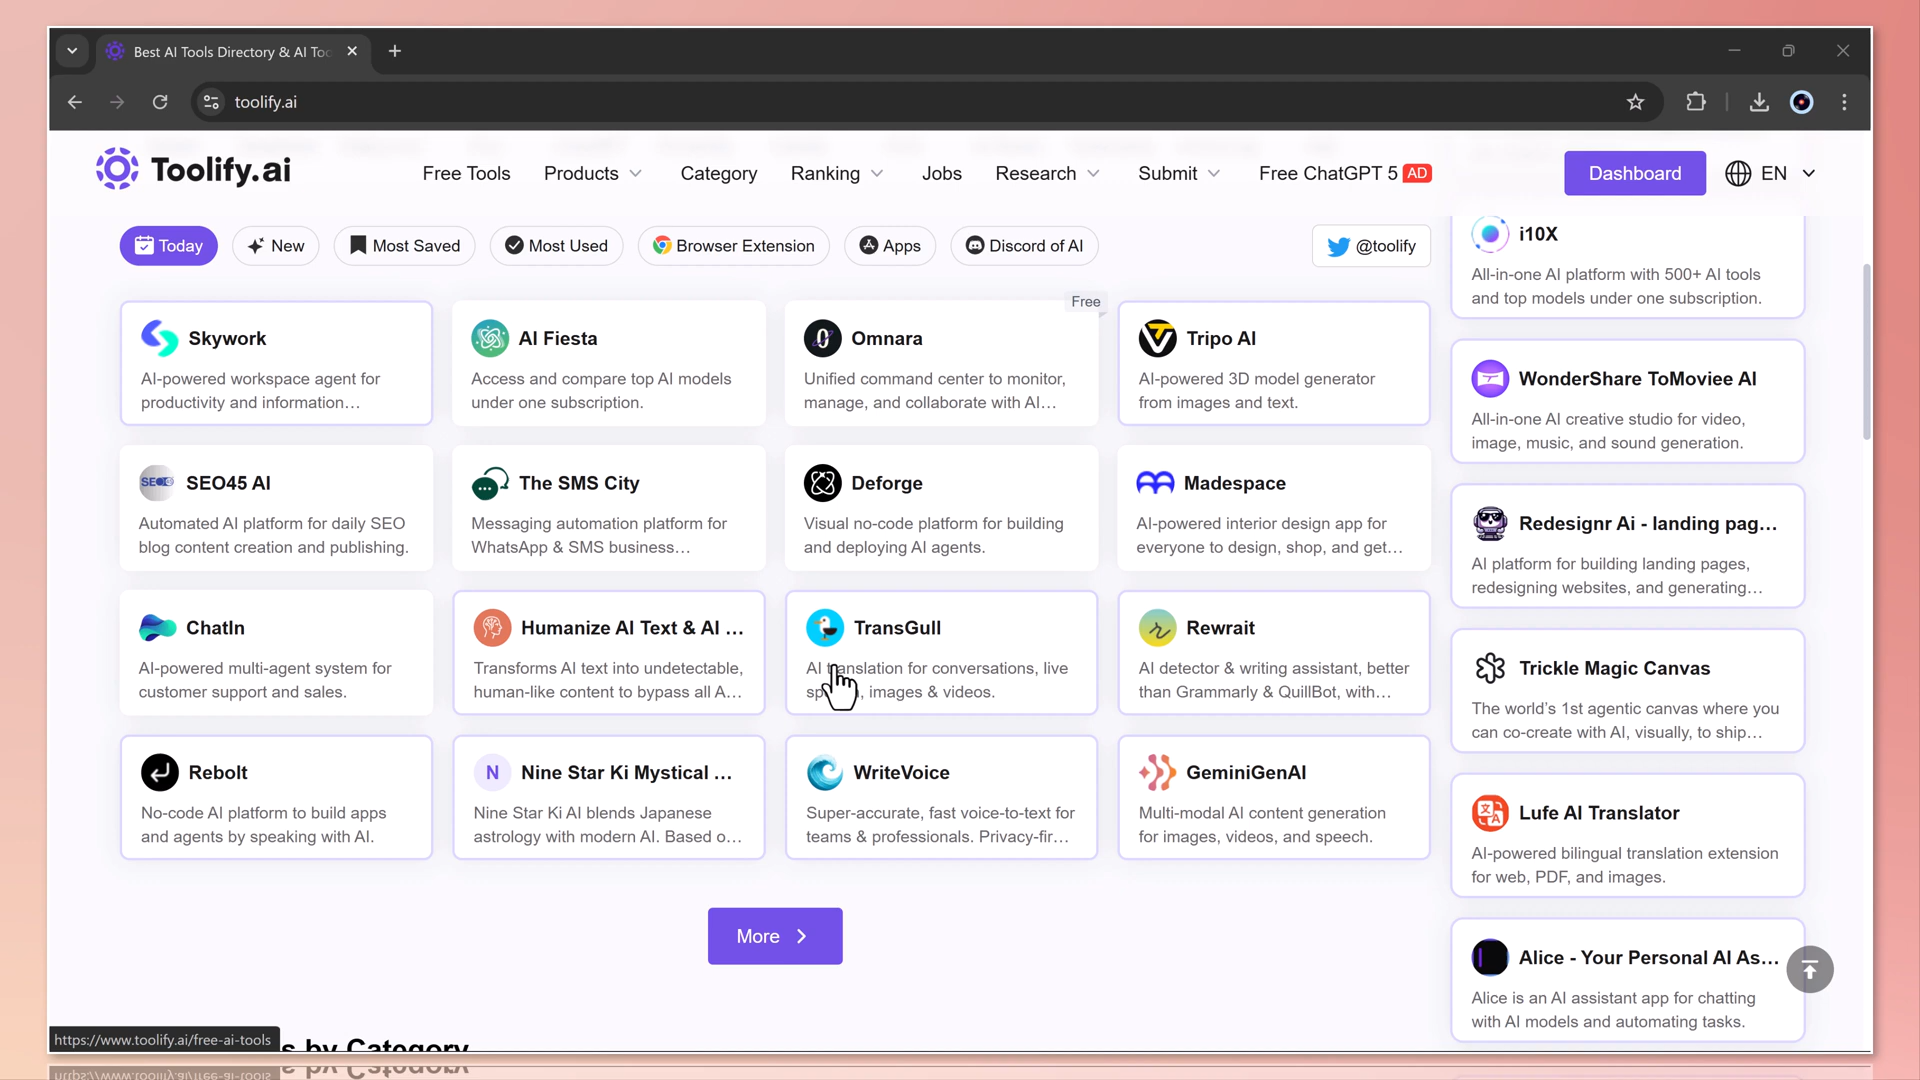 Best AI Tools Directory & AI Too
toolify.ai
Toolify.ai
Free Tools
Products
Category
Ranking
Jobs
Research
Submit
Free ChatGPT 5 AD
Dashboard
EN
Today
New
Most Saved
Most Used
Browser Extension
Apps
Discord of AI
@toolify
Skywork
AI-powered workspace agent for
productivity and information...
AI Fiesta
Access and compare top AI models
under one subscription.
Free
Omnara
Unified command center to monitor,
manage, and collaborate with AI...
Tripo AI
AI-powered 3D model generator
from images and text.
SEO45 AI
Automated AI platform for daily SEO
blog content creation and publishing.
The SMS City
Messaging automation platform for
WhatsApp & SMS business...
Deforge
Visual no-code platform for building
and deploying AI agents.
Madespace
AI-powered interior design app for
everyone to design, shop, and get...
ChatIn
AI-powered multi-agent system for
customer support and sales.
Humanize AI Text & AI ...
Transforms AI text into undetectable,
human-like content to bypass all A...
TransGull
AI translation for conversations, live
images & videos.
Rewrait
AI detector & writing assistant, better
than Grammarly & QuillBot, with...
Rebolt
No-code AI platform to build apps
and agents by speaking with AI.
N
Nine Star Ki Mystical ...
Nine Star Ki AI blends Japanese
astrology with modern AI. Based o...
WriteVoice
Super-accurate, fast voice-to-text for
teams & professionals. Privacy-fir...
GeminiGenAI
Multi-modal AI content generation
for images, videos, and speech.
More
i10X
All-in-one AI platform with 500+ AI tools
and top models under one subscription.
WonderShare ToMoviee AI
All-in-one AI creative studio for video,
image, music, and sound generation.
Redesignr Ai - landing pag...
AI platform for building landing pages,
redesigning websites, and generating...
Trickle Magic Canvas
The world's 1st agentic canvas where you
can co-create with AI, visually, to ship...
Lufe AI Translator
AI-powered bilingual translation extension
for web, PDF, and images.
Alice - Your Personal AI As...
Alice is an AI assistant app for chatting
with AI models and automating tasks.
https://www.toolify.ai/free-ai-tools
s by Category